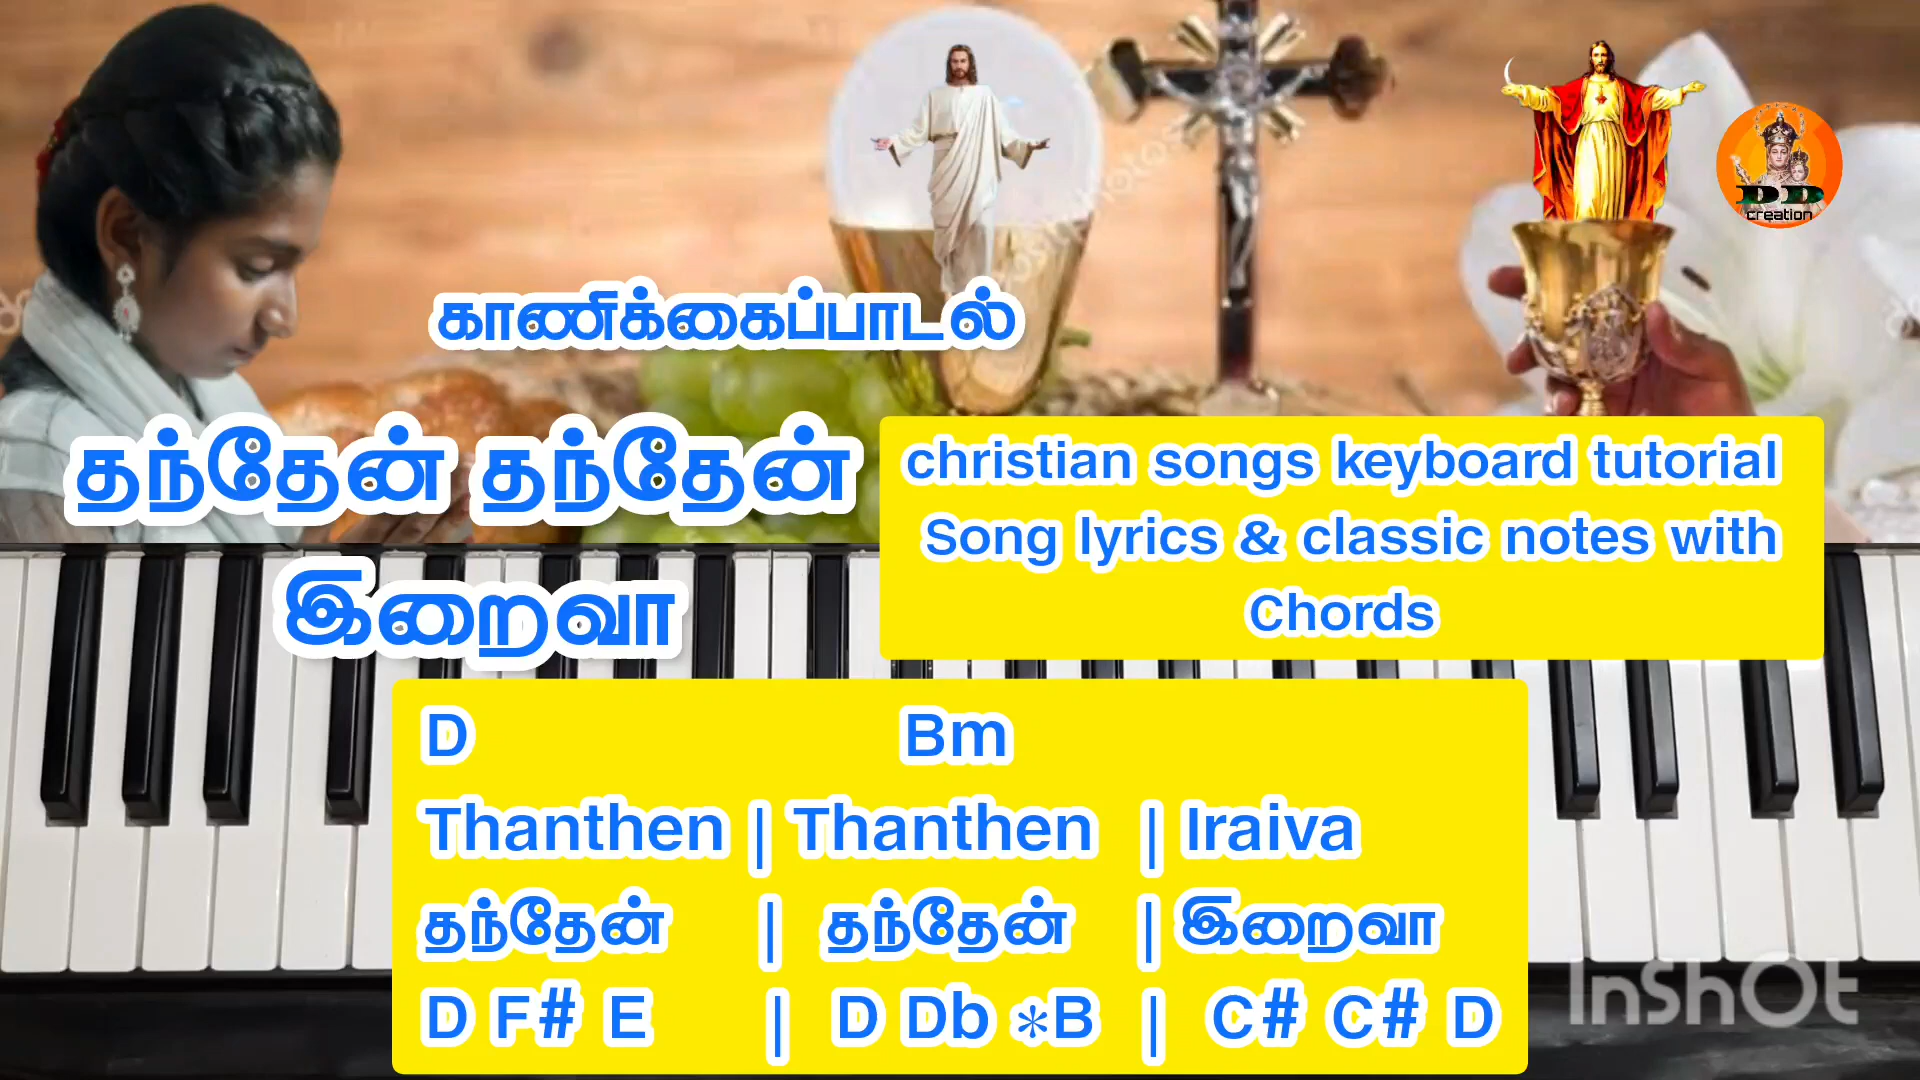 DD
creation
காணிக்கைப்பாடல்
தந்தேன் தந்தேன்
இறைவா
christian songs keyboard tutorial
Song lyrics & classic notes with
Chords
D Bm
Thanthen | Thanthen | Iraiva
தந்தேன் | தந்தேன் | இறைவா
D F# E | D Db *B | C# C# D
InShOt